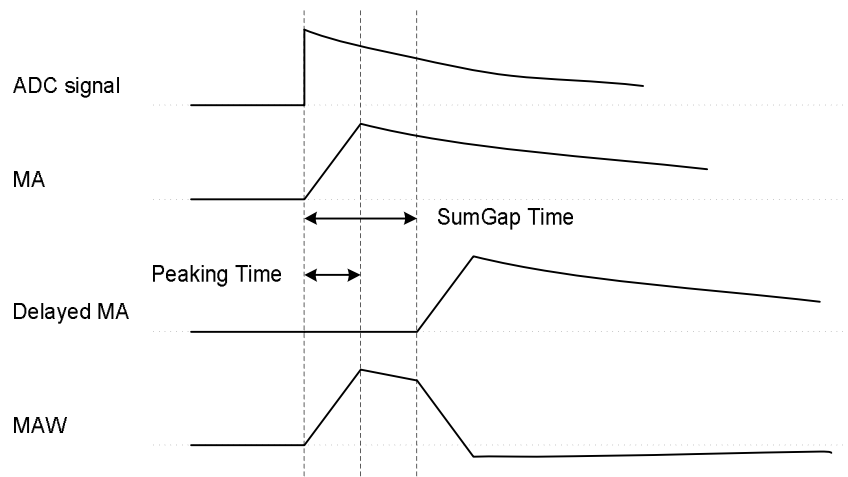 ADC signal
MA
SumGap Time
Peaking Time
Delayed MA
MAW